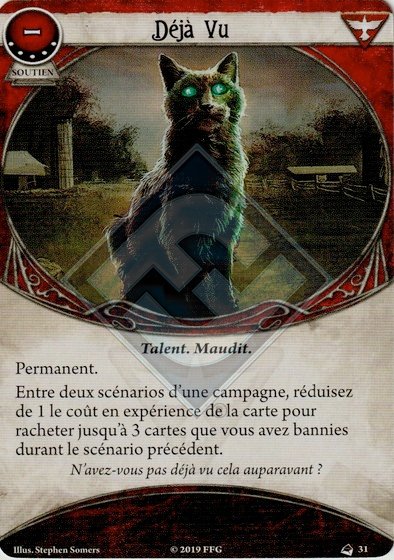 Déjà Vu
–
SOUTIEN
Talent. Maudit.
Permanent.
Entre deux scénarios d'une campagne, réduisez
de 1 le coût en expérience de la carte pour
racheter jusqu'à 3 cartes que vous avez bannies
durant le scénario précédent.
N'avez-vous pas déjà vu cela auparavant ?
Illus. Stephen Somers
© 2019 FFG
31